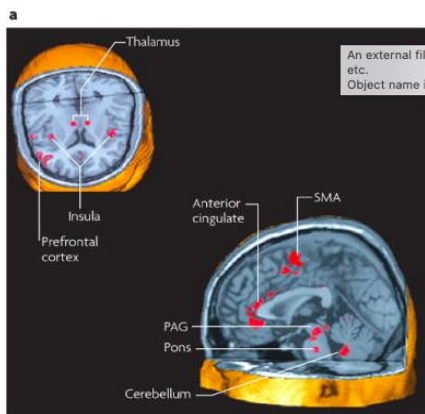 a
Thalamus
An external fil
etc.
Object name i
Insula
Prefrontal
cortex
Anterior
cingulate
SMA
PAG
Pons
Cerebellum